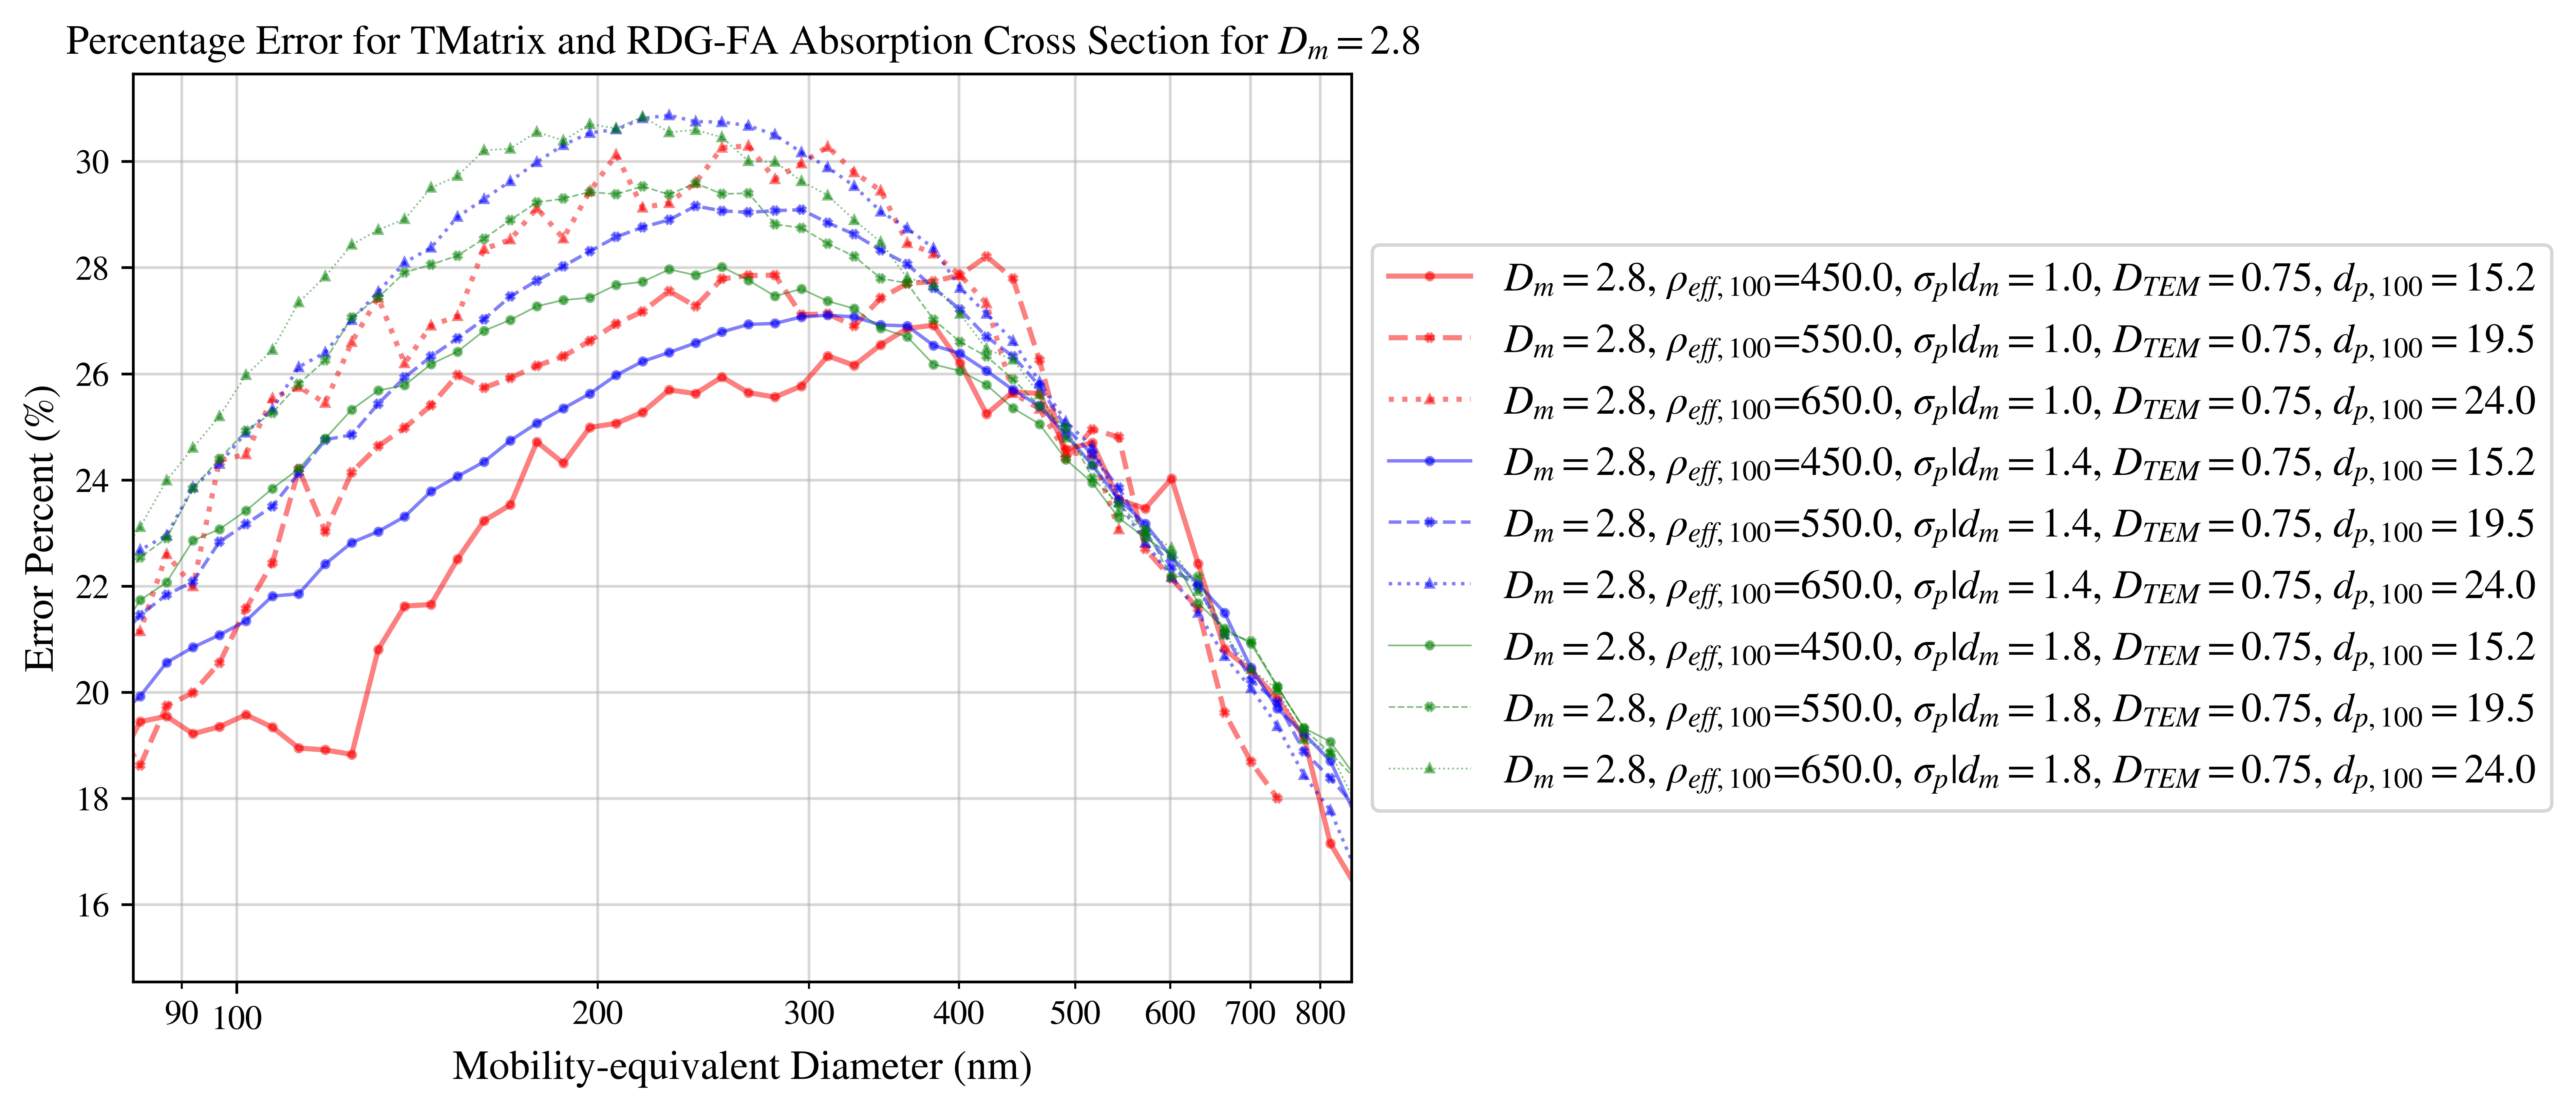 Percentage Error for TMatrix and RDG-FA Absorption Cross Section for D_m = 2.8
Error Percent (%)
30
28
26
24
22
20
18
16
90 100 200 300 400 500 600 700 800
Mobility-equivalent Diameter (nm)
D_m = 2.8, ρ_eff,100=450.0, σ_p|d_m = 1.0, D_TEM = 0.75, d_p,100 = 15.2
D_m = 2.8, ρ_eff,100=550.0, σ_p|d_m = 1.0, D_TEM = 0.75, d_p,100 = 19.5
D_m = 2.8, ρ_eff,100=650.0, σ_p|d_m = 1.0, D_TEM = 0.75, d_p,100 = 24.0
D_m = 2.8, ρ_eff,100=450.0, σ_p|d_m = 1.4, D_TEM = 0.75, d_p,100 = 15.2
D_m = 2.8, ρ_eff,100=550.0, σ_p|d_m = 1.4, D_TEM = 0.75, d_p,100 = 19.5
D_m = 2.8, ρ_eff,100=650.0, σ_p|d_m = 1.4, D_TEM = 0.75, d_p,100 = 24.0
D_m = 2.8, ρ_eff,100=450.0, σ_p|d_m = 1.8, D_TEM = 0.75, d_p,100 = 15.2
D_m = 2.8, ρ_eff,100=550.0, σ_p|d_m = 1.8, D_TEM = 0.75, d_p,100 = 19.5
D_m = 2.8, ρ_eff,100=650.0, σ_p|d_m = 1.8, D_TEM = 0.75, d_p,100 = 24.0